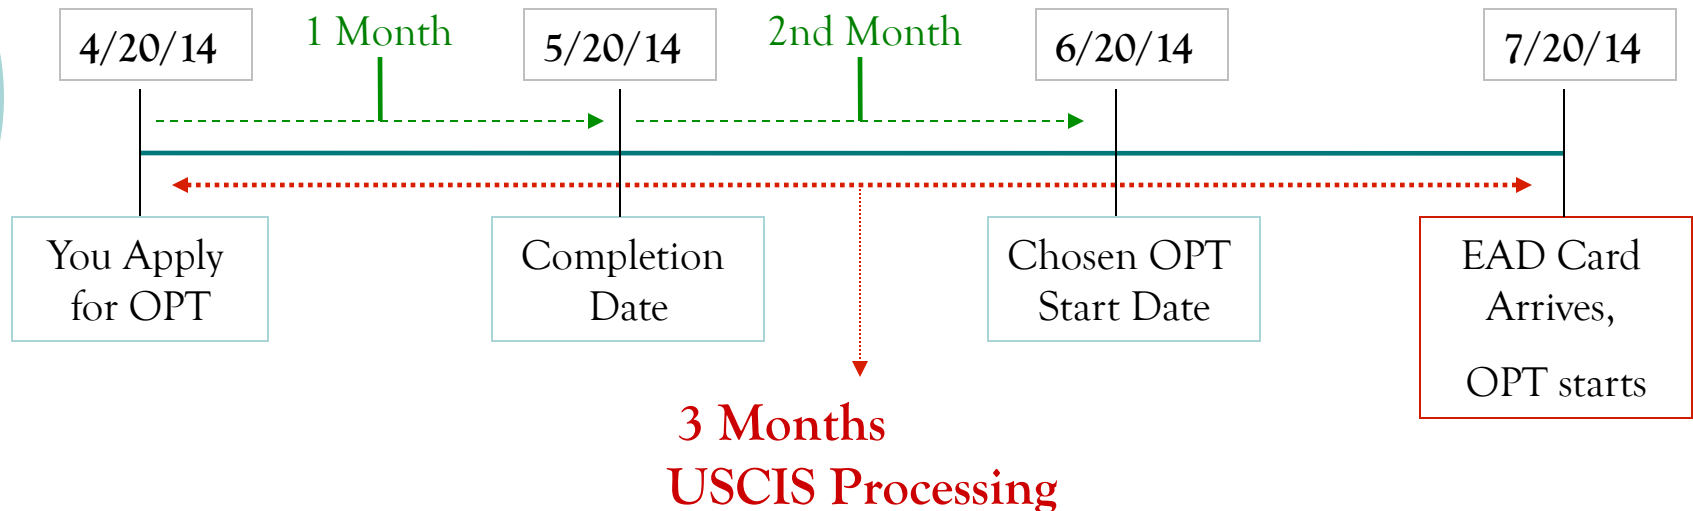 4/20/14
1 Month
5/20/14
2nd Month
6/20/14
7/20/14
You Apply
for OPT
Completion
Date
Chosen OPT
Start Date
EAD Card
Arrives,
OPT starts
3 Months
USCIS Processing